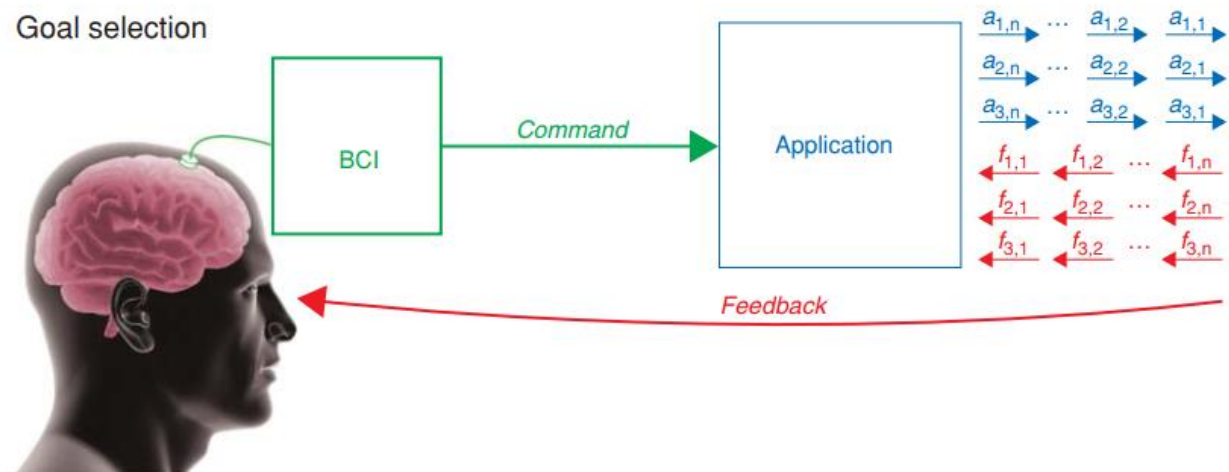 Goal selection
BCI
Command
Application
a1,n ... a1,2 a1,1
a2,n ... a2,2 a2,1
a3,n ... a3,2 a3,1
f1,1 f1,2 ... f1,n
f2,1 f2,2 ... f2,n
f3,1 f3,2 ... f3,n
Feedback